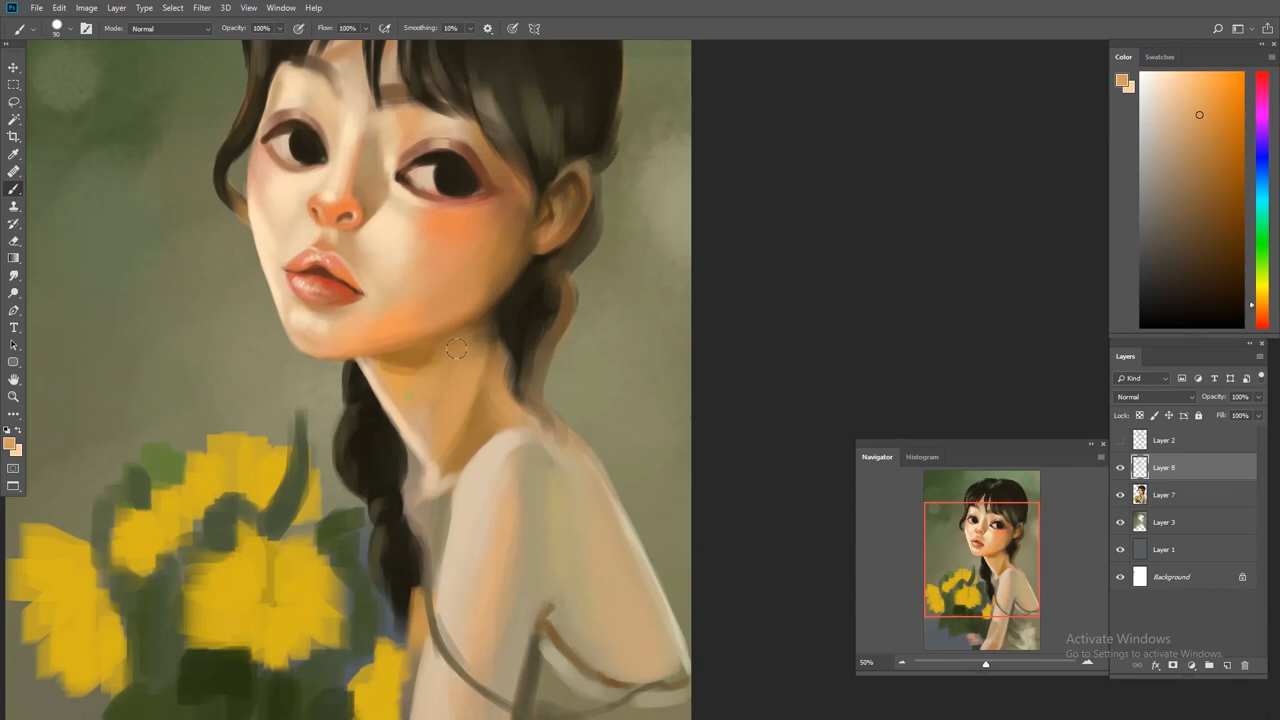 File Edit Image Layer Type Select Filter 3D View Window Help
90 Mode: Normal Opacity: 100% Flow: 100% Smoothing: 10%
Color Swatches
Layers
Kind
Normal Opacity: 100%
Lock: Fill: 100%
Layer 2
Layer 8
Layer 7
Layer 3
Layer 1
Background
Navigator Histogram
50%
Activate Windows
Go to Settings to activate Windows.